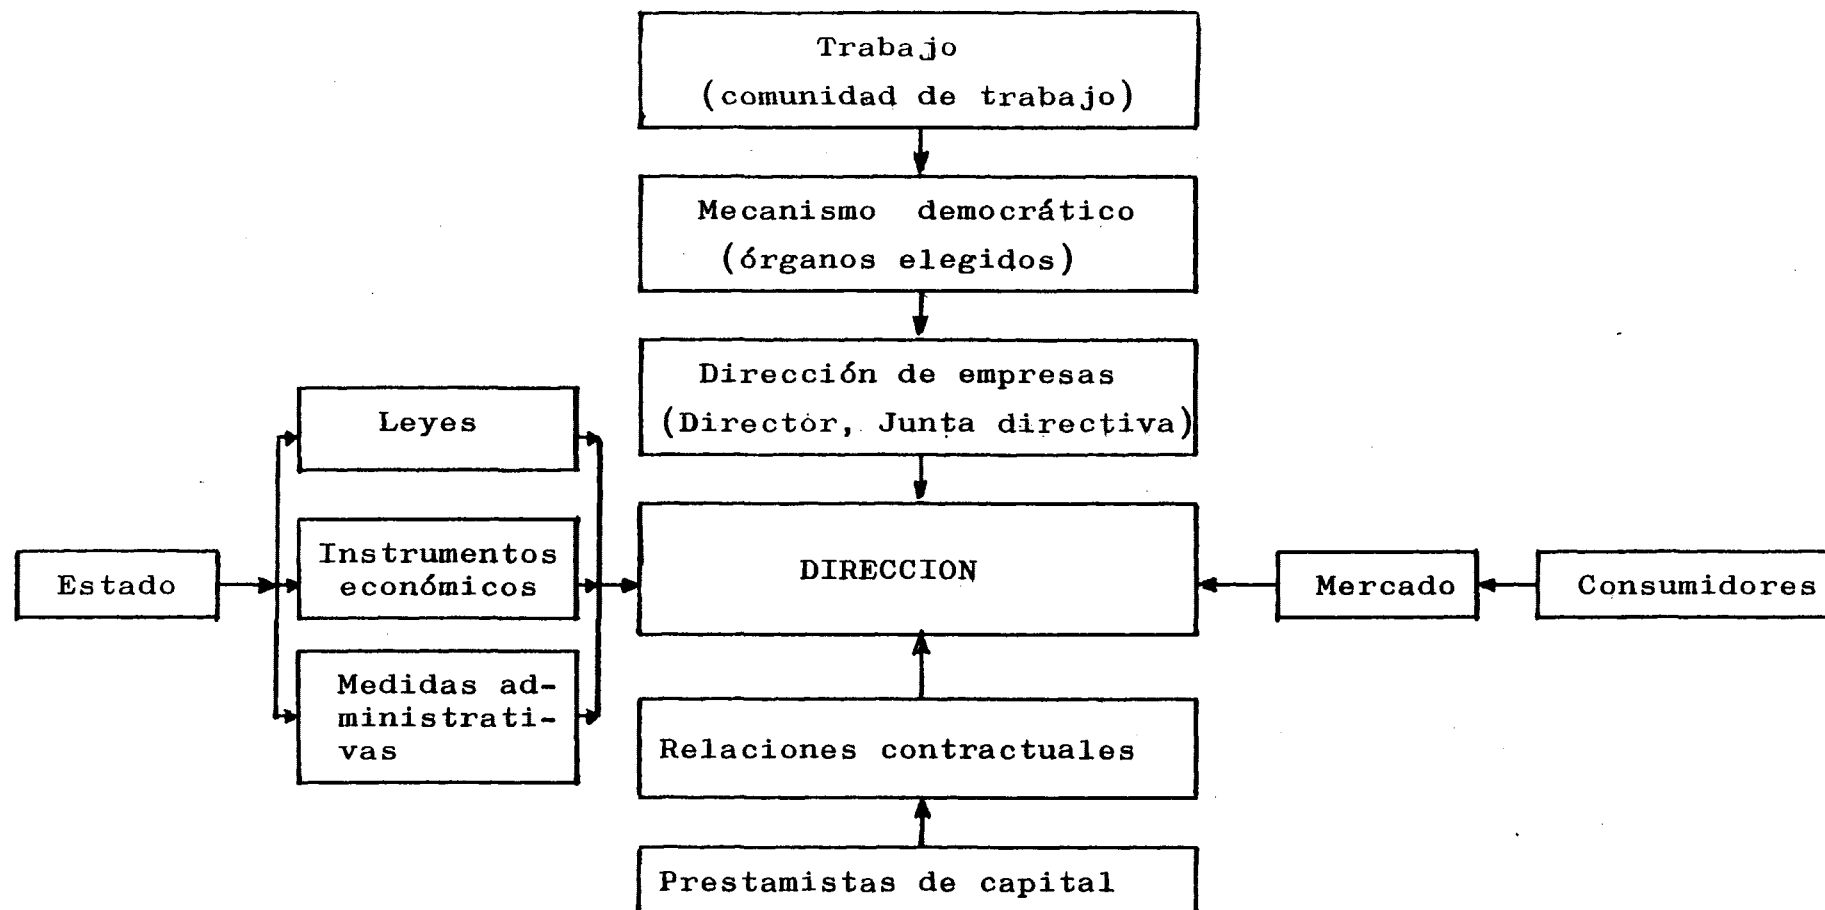 Trabajo
(comunidad de trabajo)
Mecanismo democrático
(órganos elegidos)
Dirección de empresas
(Director, Junta directiva)
Leyes
Instrumentos
económicos
Medidas ad-
ministrati-
vas
Estado
DIRECCION
Mercado
Consumidores
Relaciones contractuales
Prestamistas de capital